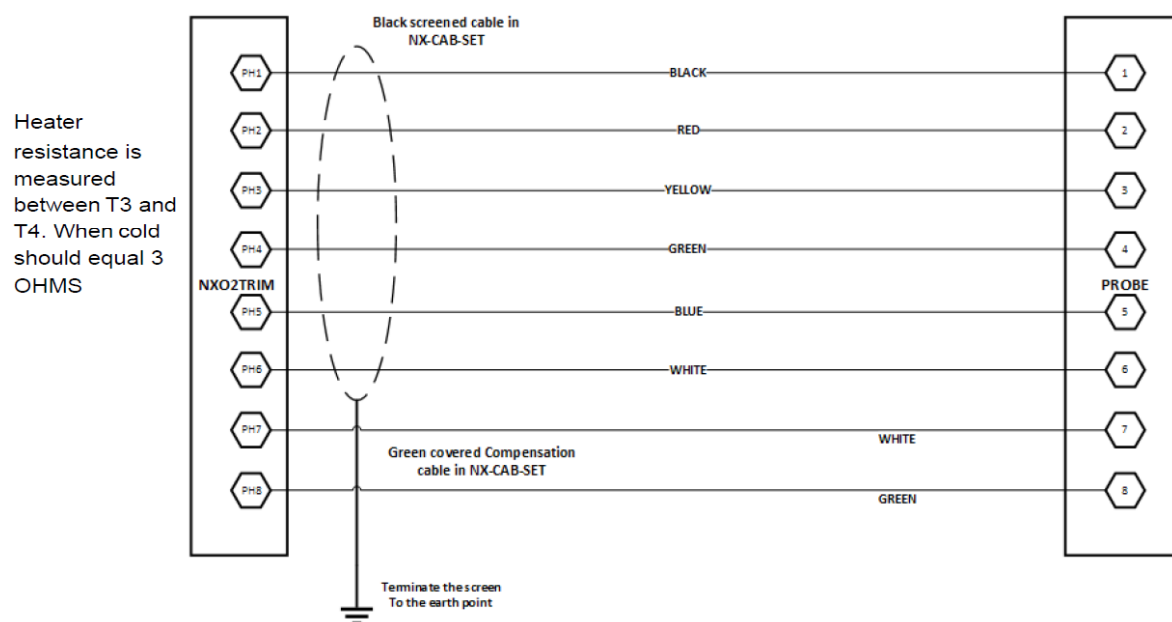 Black screened cable in
NX-CAB-SET
Heater
resistance is
measured
between T3 and
T4. When cold
should equal 3
OHMS
PH1 BLACK 1
PH2 RED 2
PH3 YELLOW 3
PH4 GREEN 4
NXO2TRIM PROBE
PH5 BLUE 5
PH6 WHITE 6
PH7 WHITE 7
Green covered Compensation
cable in NX-CAB-SET
PH8 GREEN 8
Terminate the screen
To the earth point